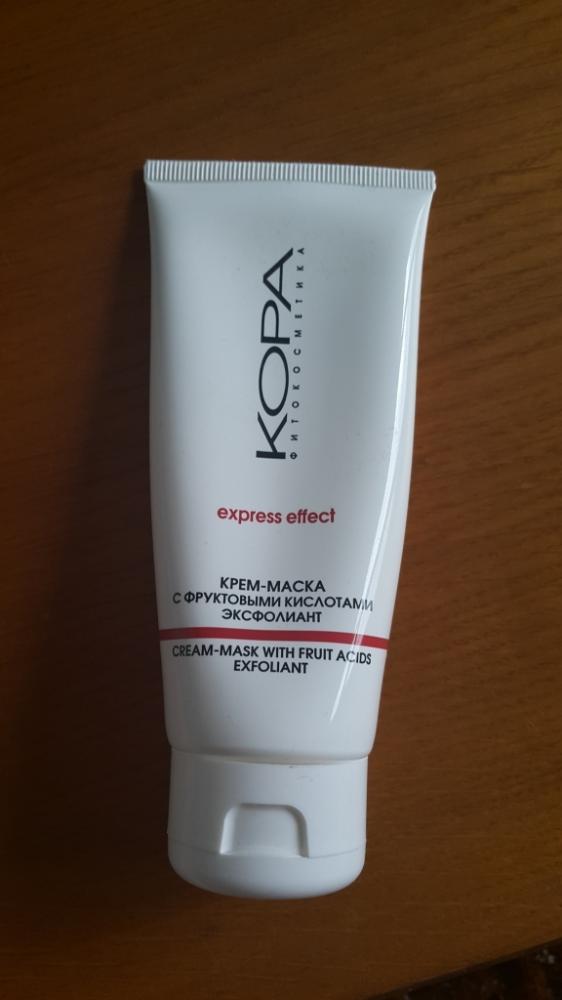 КОРА
ФИТОКОСМЕТИКА
express effect
КРЕМ-МАСКА
С ФРУКТОВЫМИ КИСЛОТАМИ
ЭКСФОЛИАНТ
CREAM-MASK WITH FRUIT ACIDS
EXFOLIANT